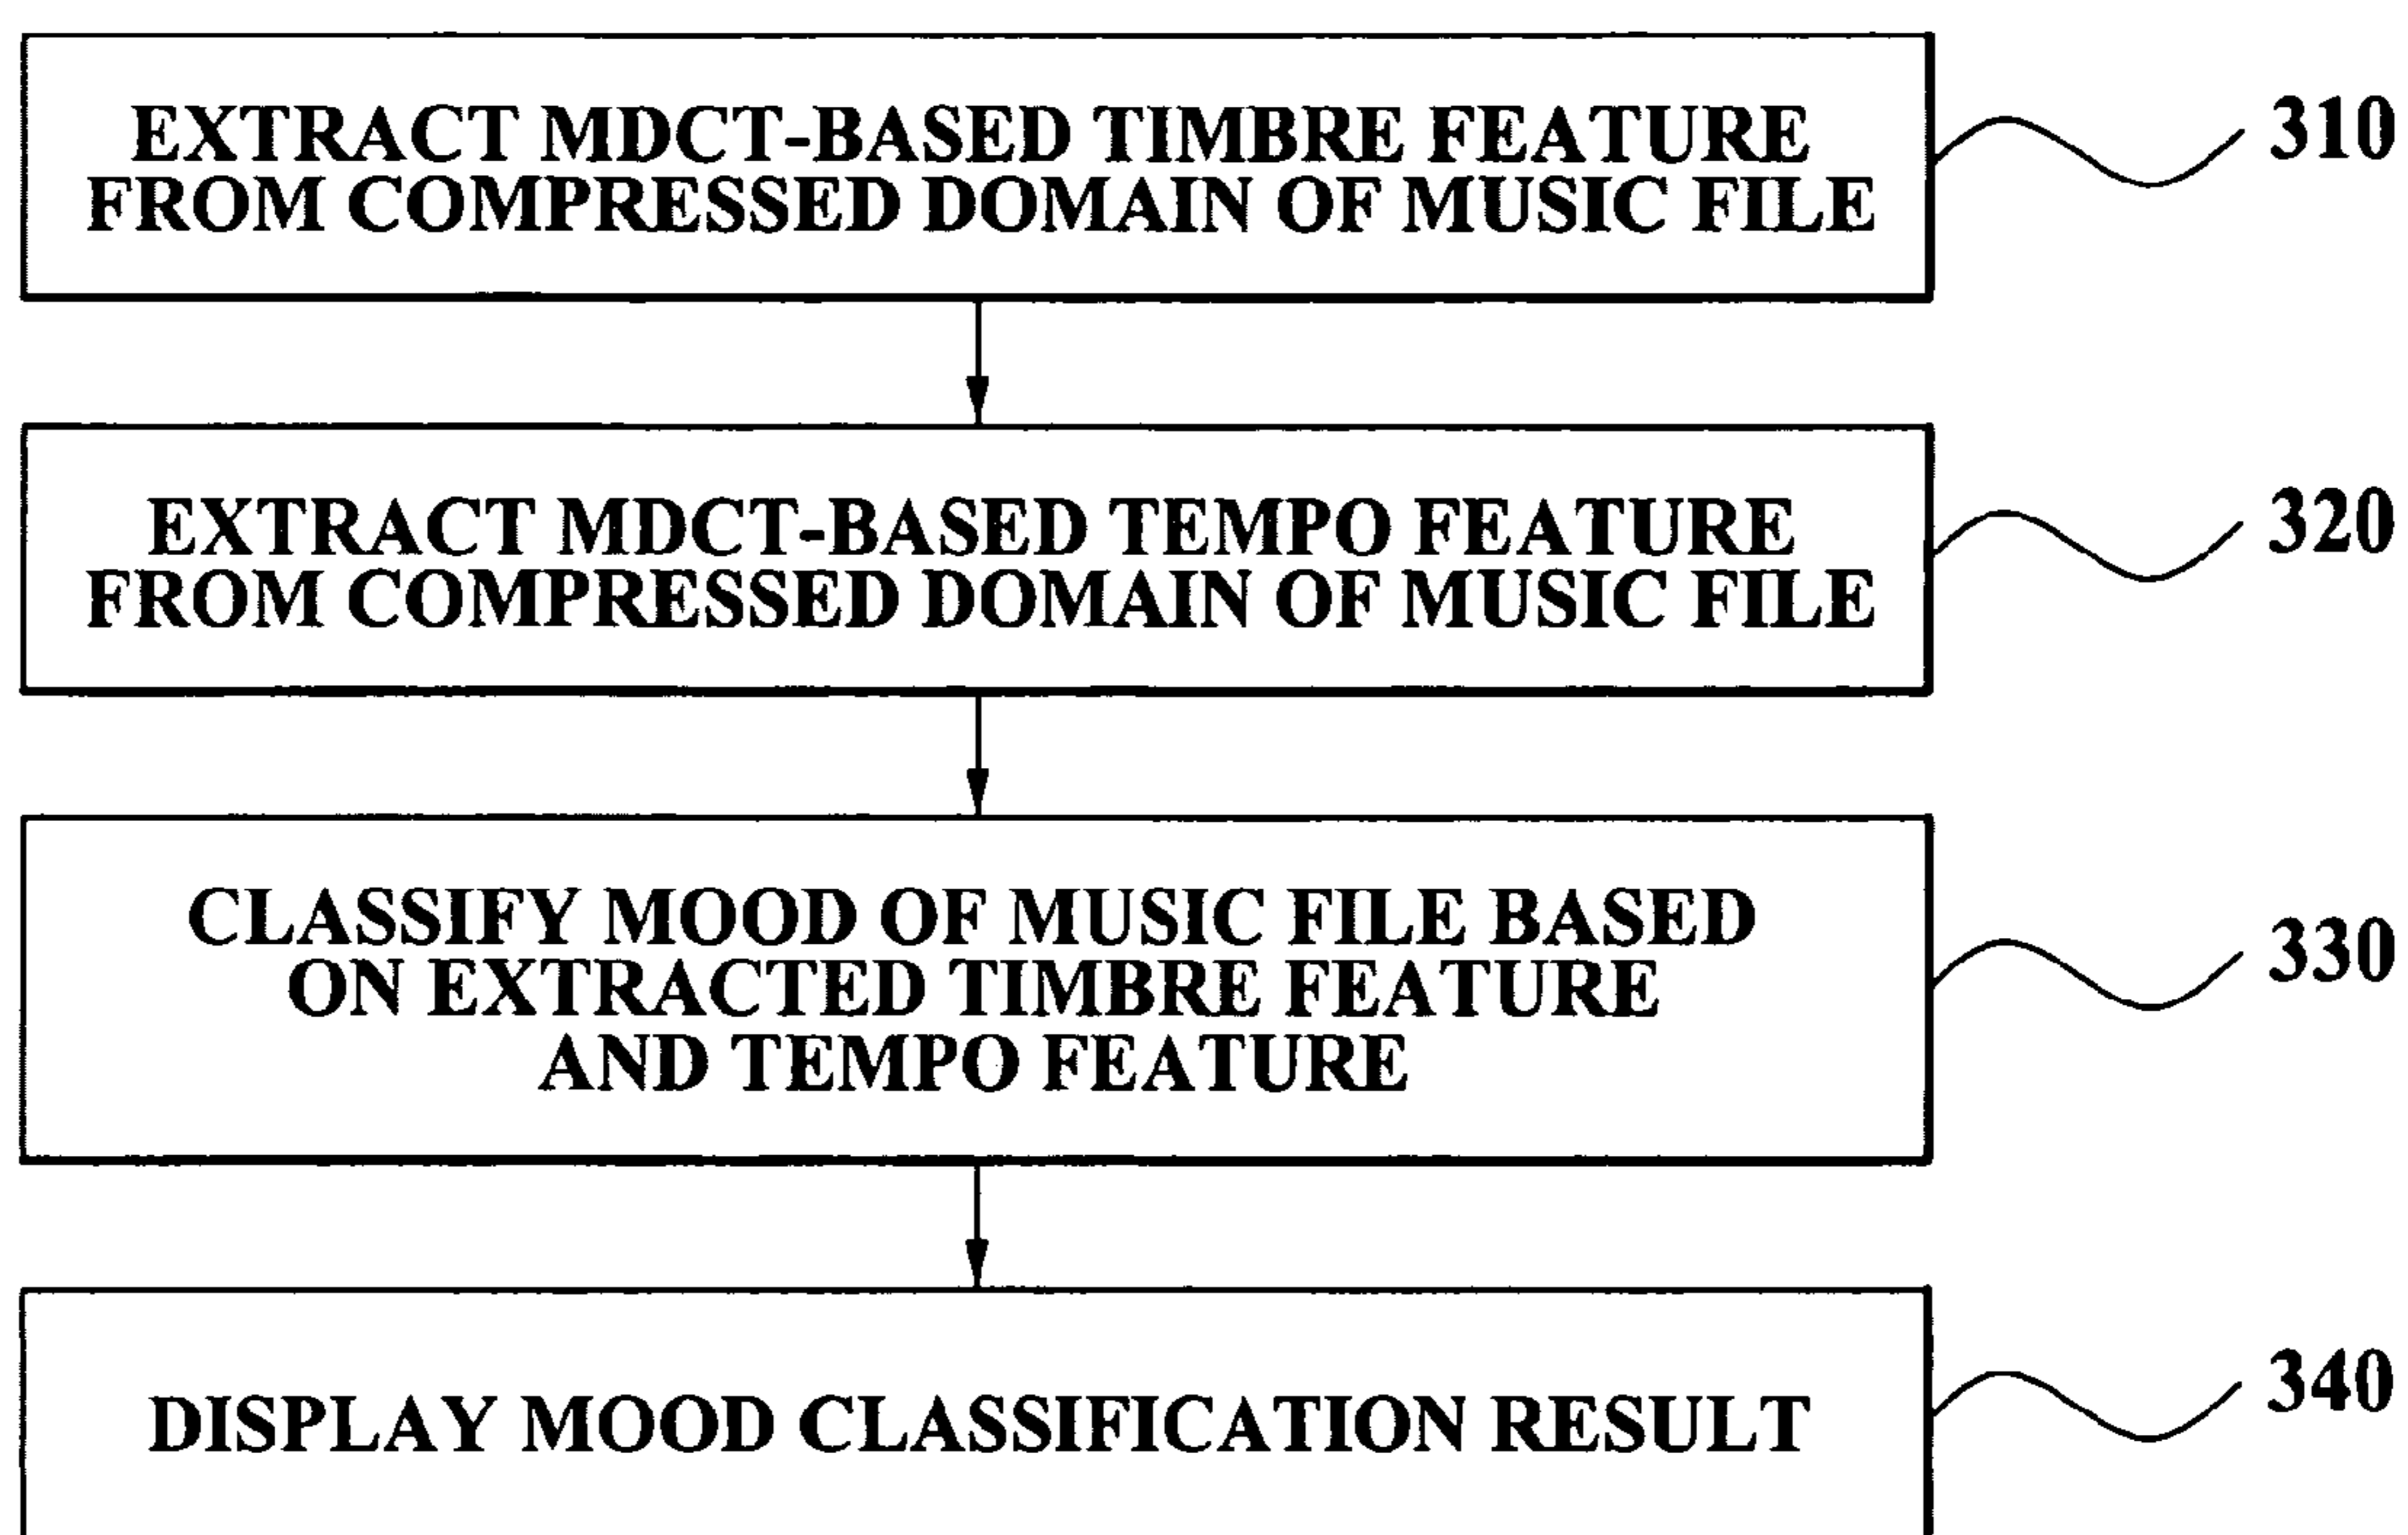 EXTRACT MDCT-BASED TIMBRE FEATURE
FROM COMPRESSED DOMAIN OF MUSIC FILE
310
EXTRACT MDCT-BASED TEMPO FEATURE
FROM COMPRESSED DOMAIN OF MUSIC FILE
320
CLASSIFY MOOD OF MUSIC FILE BASED
ON EXTRACTED TIMBRE FEATURE
AND TEMPO FEATURE
330
DISPLAY MOOD CLASSIFICATION RESULT
340